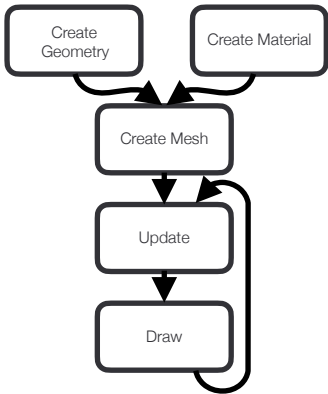 Create
Geometry
Create Material
Create Mesh
Update
Draw